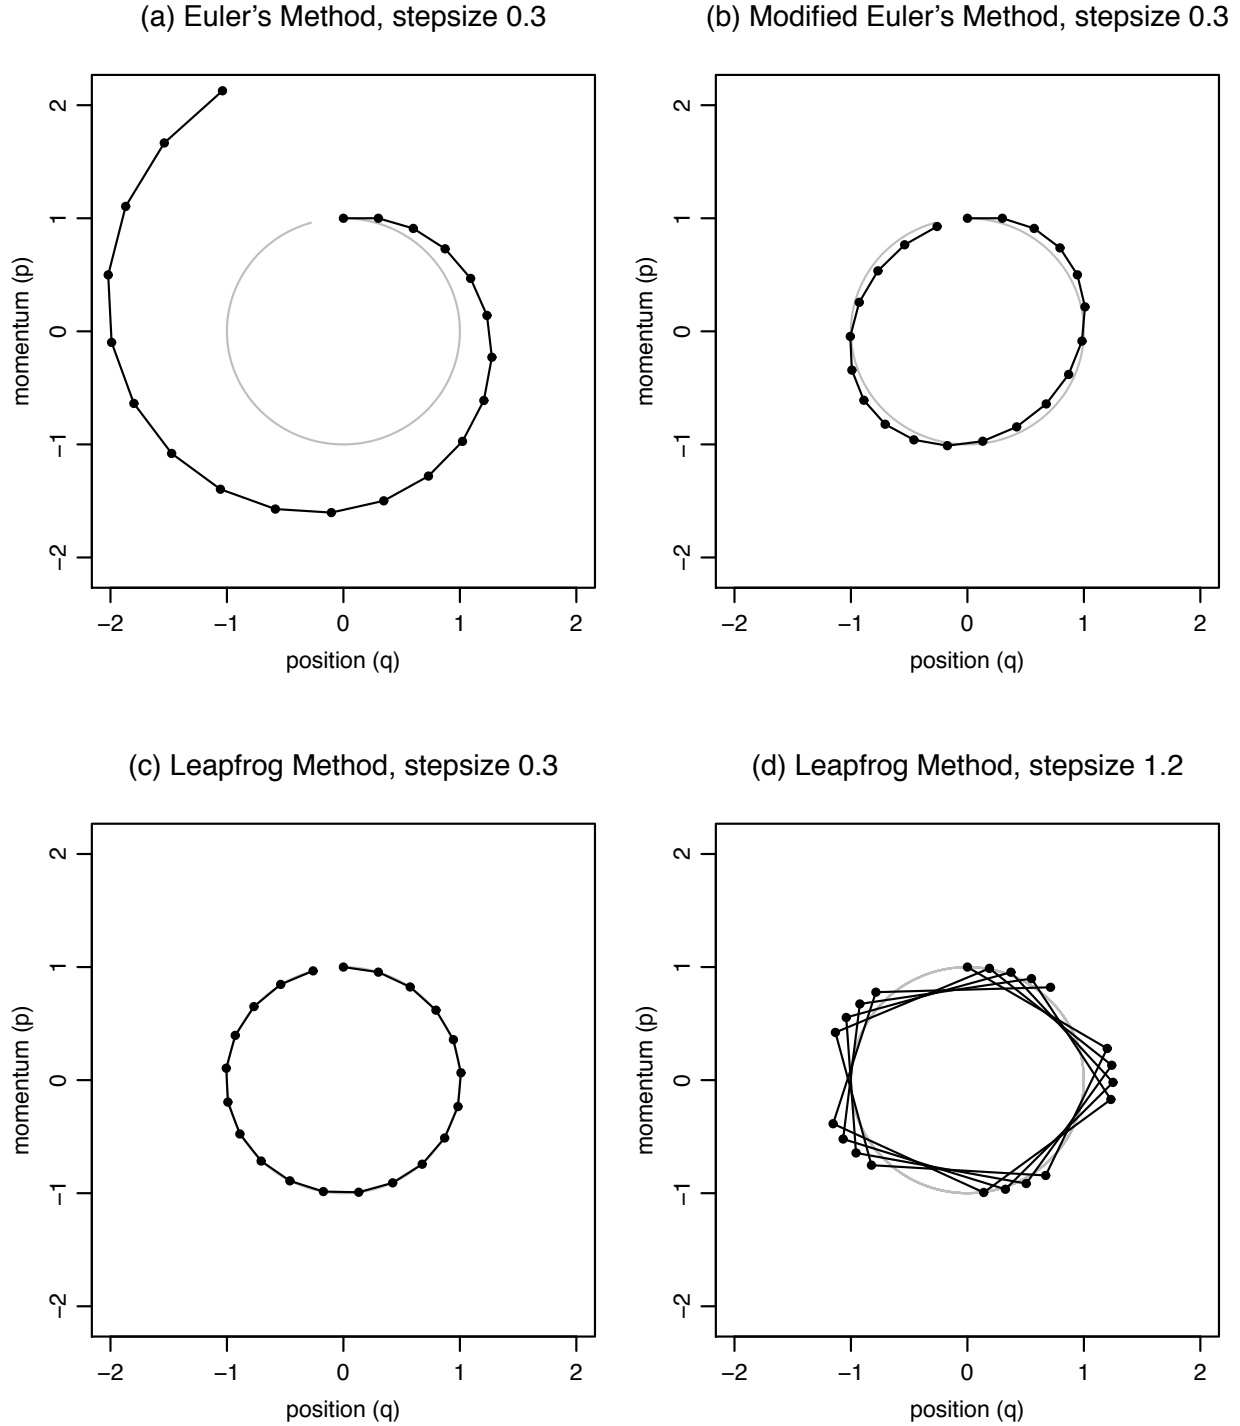 (a) Euler’s Method, stepsize 0.3
2
1
0
−1
−2
momentum (p)
−2 −1 0 1 2
position (q)
(b) Modified Euler’s Method, stepsize 0.3
2
1
0
−1
−2
momentum (p)
−2 −1 0 1 2
position (q)
(c) Leapfrog Method, stepsize 0.3
2
1
0
−1
−2
momentum (p)
−2 −1 0 1 2
position (q)
(d) Leapfrog Method, stepsize 1.2
2
1
0
−1
−2
momentum (p)
−2 −1 0 1 2
position (q)